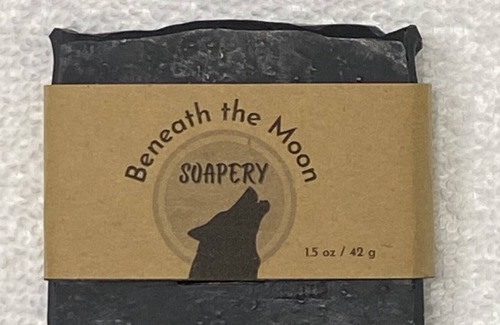 Beneath the Moon
SOAPERY
1.5 oz / 42 g